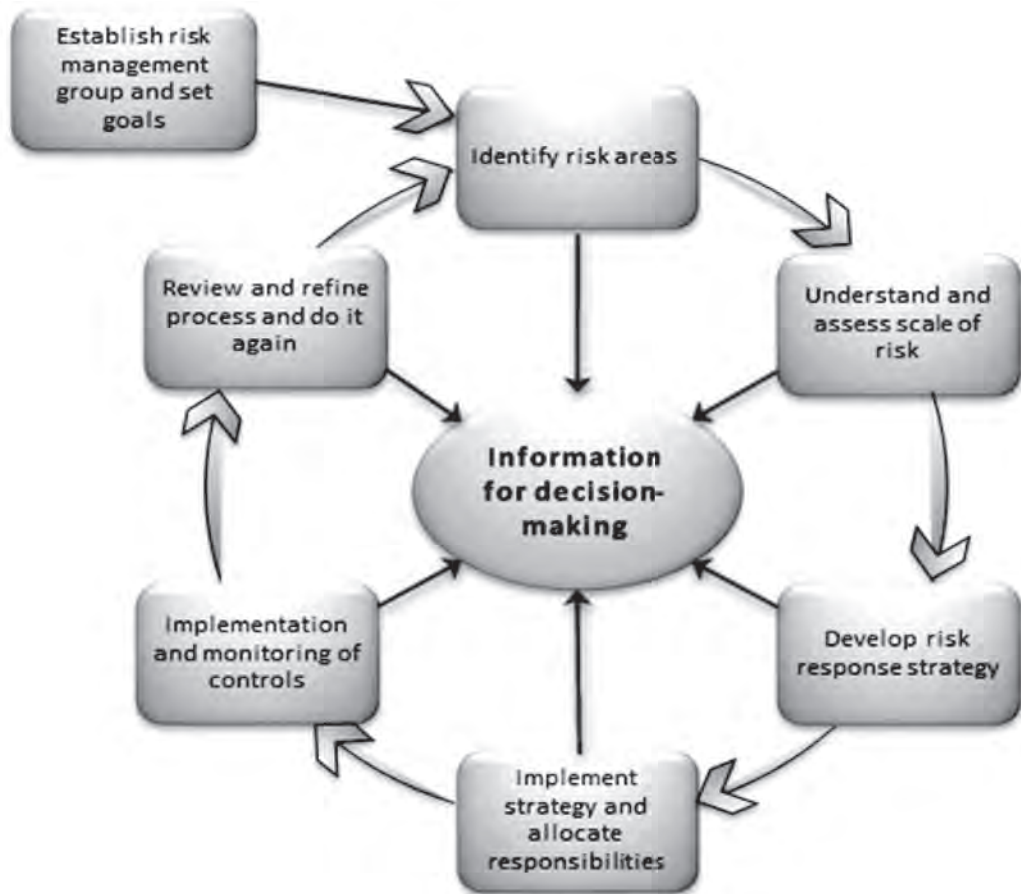 Establish risk
management
group and set
goals
Identify risk areas
Understand and
assess scale of
risk
Develop risk
response strategy
Implement
strategy and
allocate
responsibilities
Implementation
and monitoring of
controls
Review and refine
process and do it
again
Information
for decision-
making